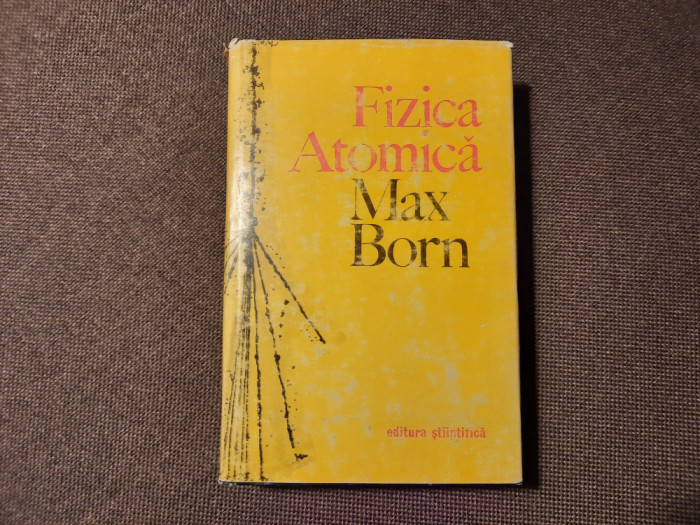 Fizica
Atomică
Max
Born
editura științifică